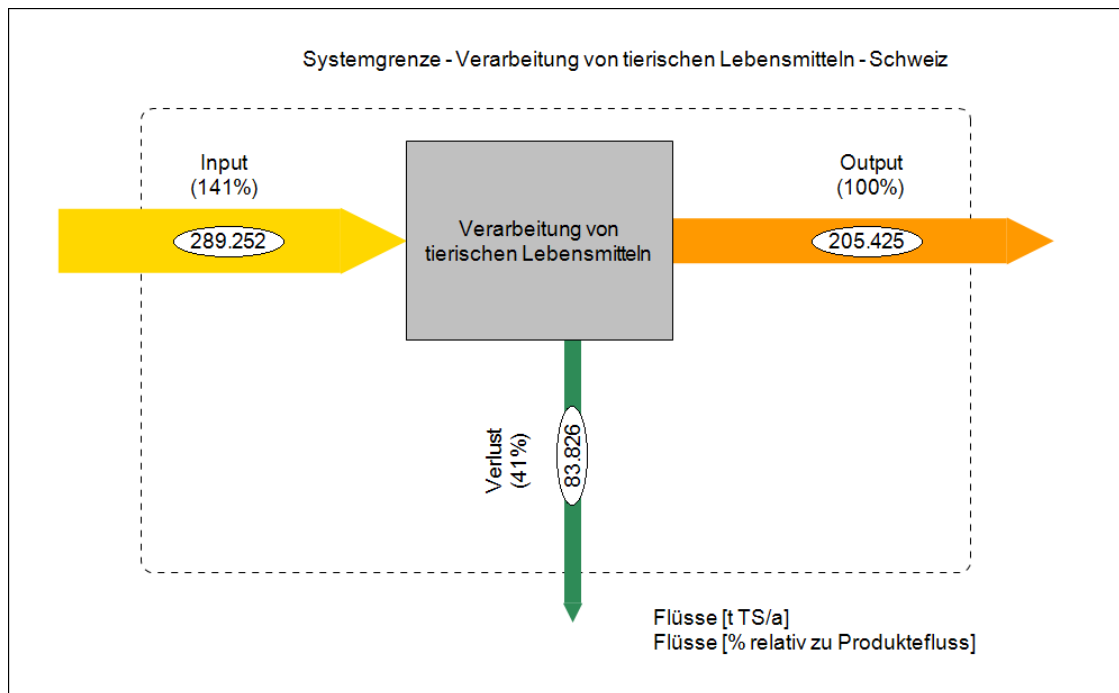 Systemgrenze - Verarbeitung von tierischen Lebensmitteln - Schweiz
Input
(141%)
289.252
Verarbeitung von
tierischen Lebensmitteln
Output
(100%)
205.425
Verlust
(41%)
83.826
Flüsse [t TS/a]
Flüsse [% relativ zu Produktefluss]